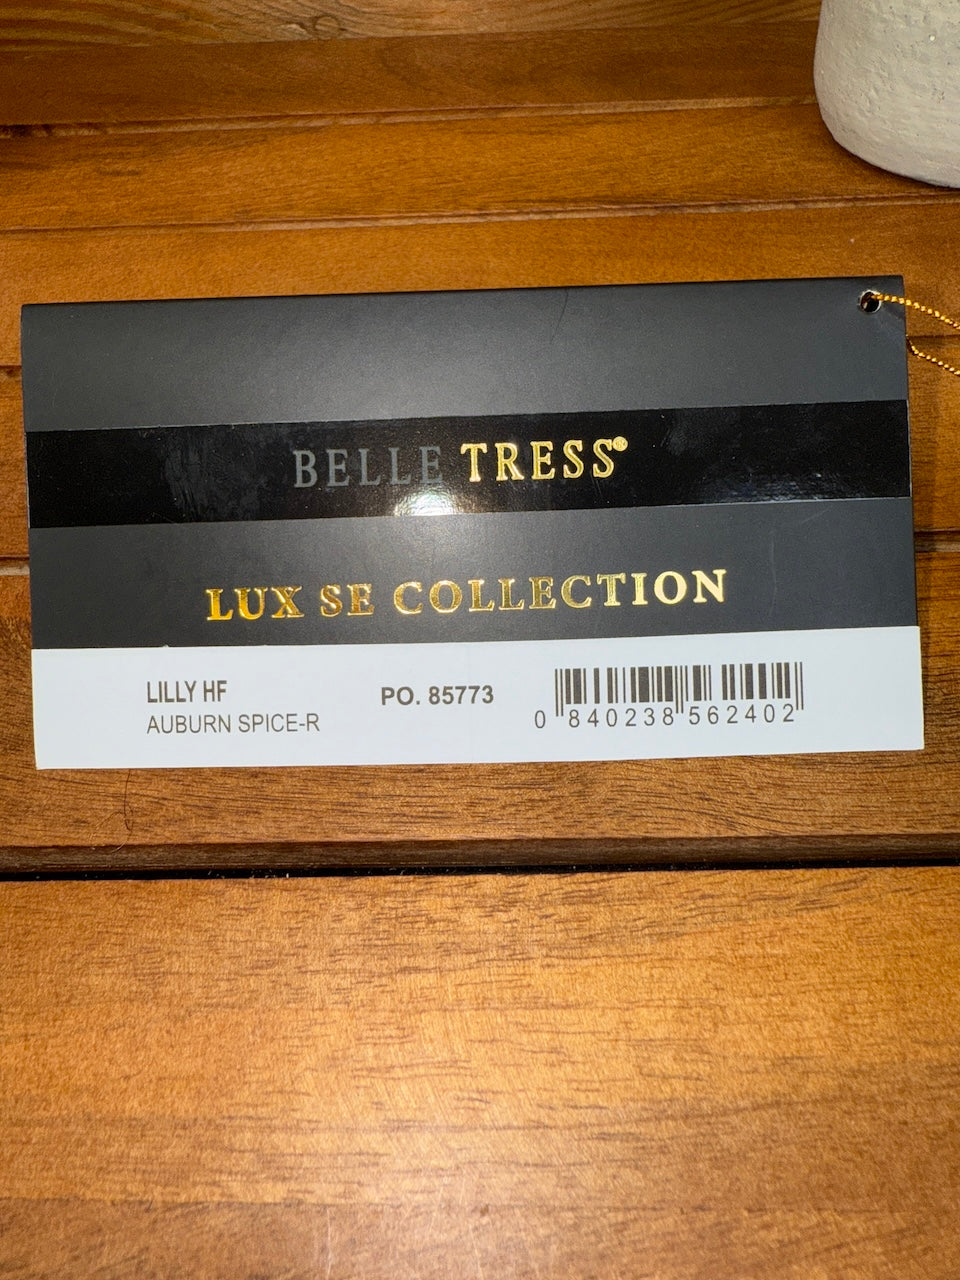 BELLE TRESS®
LUX SE COLLECTION
LILLY HF
AUBURN SPICE-R
PO. 85773
0 840238 562402